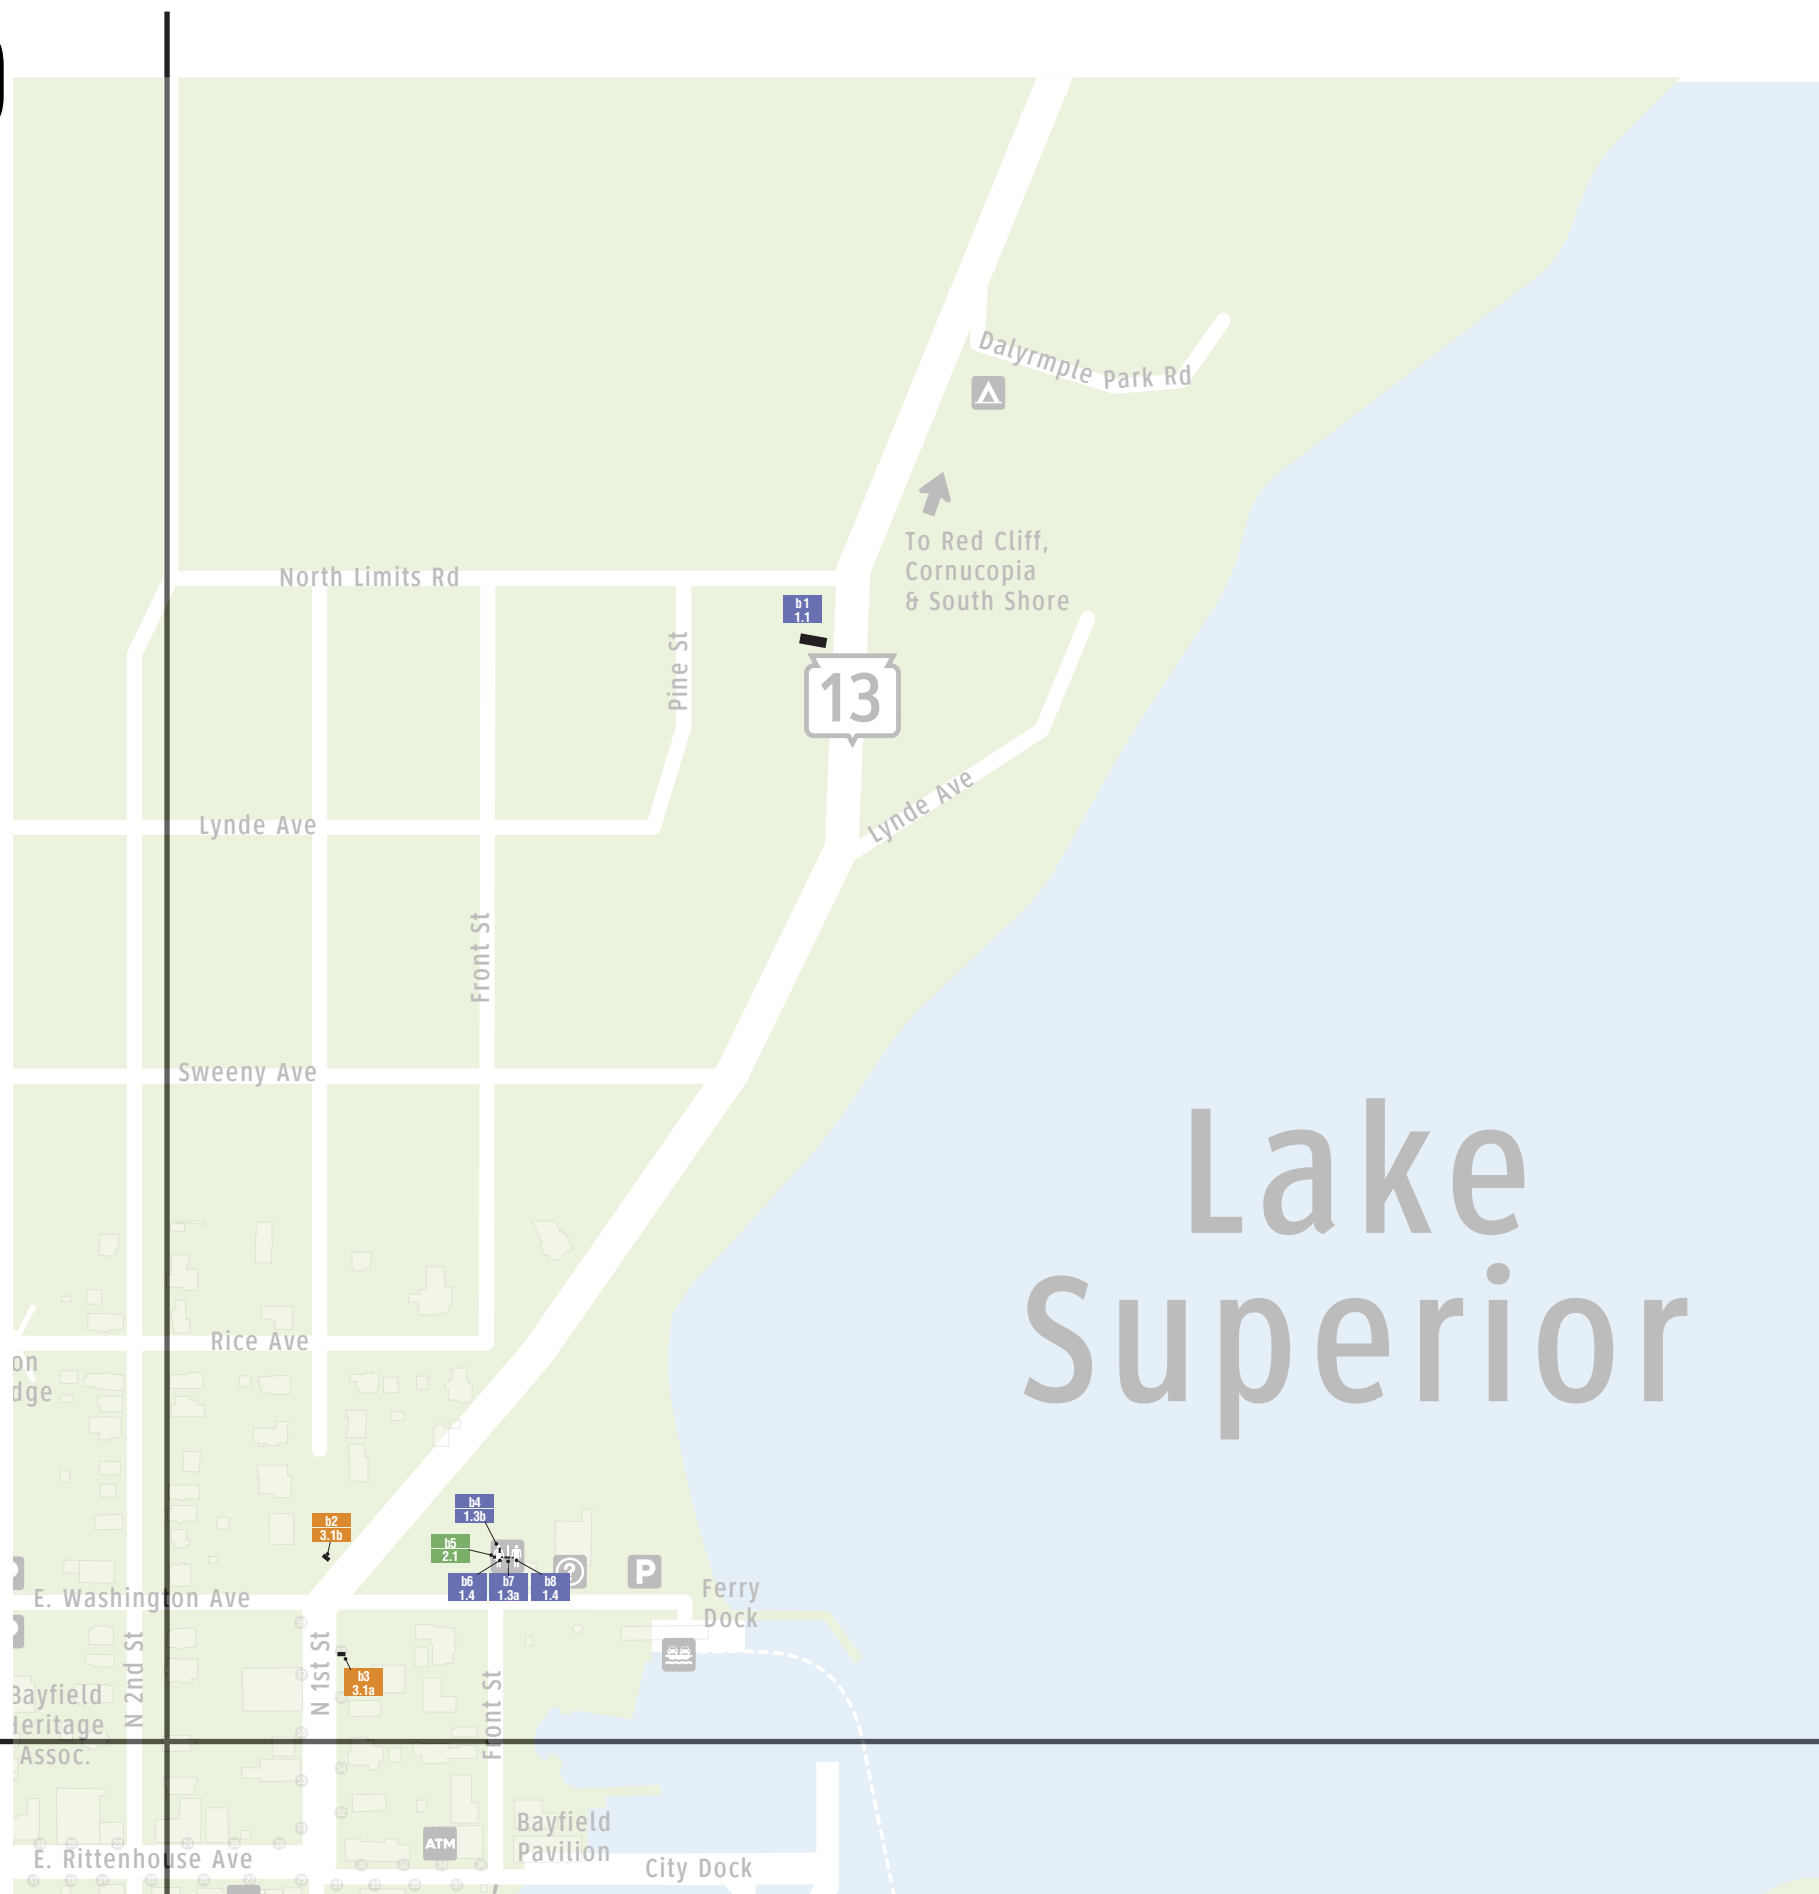 Dalyrmple Park Rd
To Red Cliff,
Cornucopia
& South Shore
North Limits Rd
b1
1.1
Pine St
13
Lynde Ave
Lynde Ave
Front St
Sweeny Ave
Lake
Superior
Rice Ave
on
dge
b4
1.3b
b2
3.1b
b5
2.1
?
P
b6
1.4
b7
1.3a
b8
1.4
E. Washington Ave
Ferry
Dock
N 2nd St
N 1st St
b3
3.1a
Front St
Bayfield
Heritage
Assoc.
Bayfield
Pavilion
ATM
E. Rittenhouse Ave
City Dock